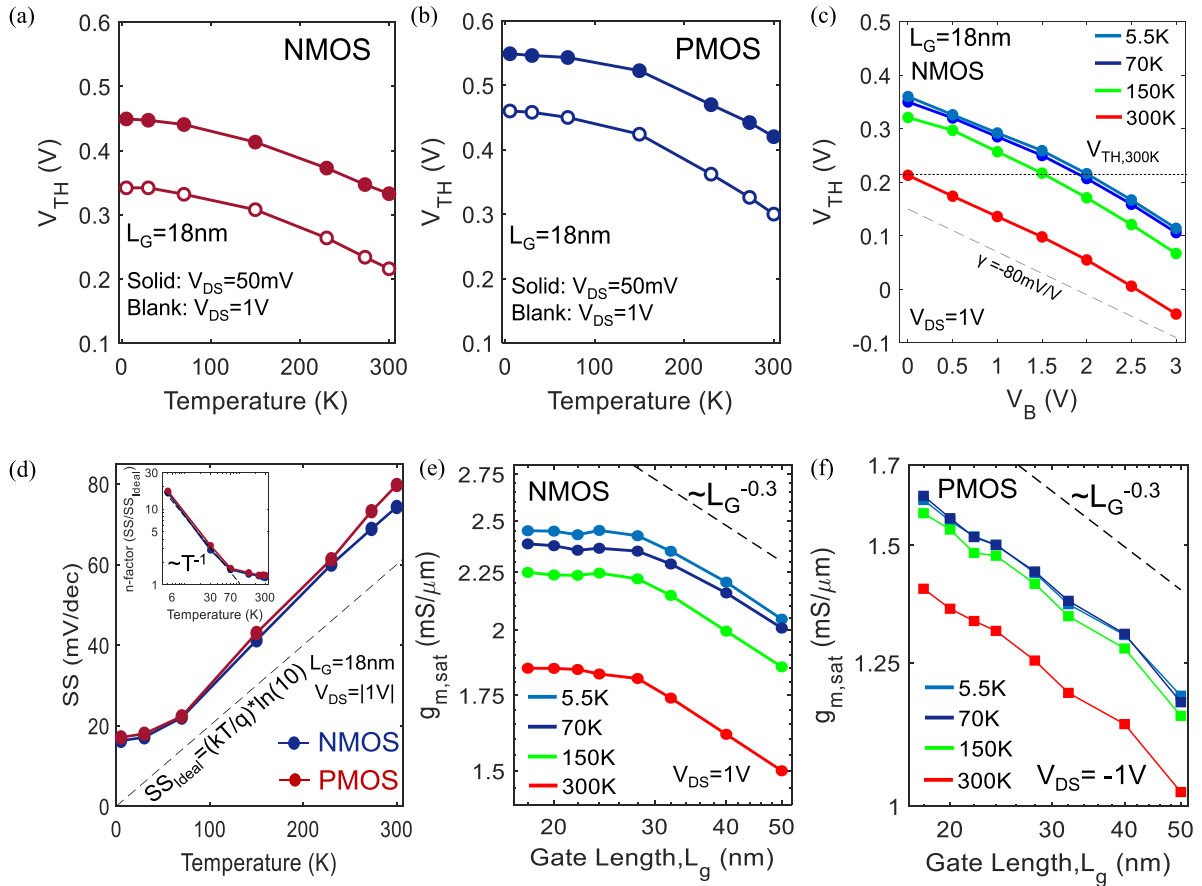 (a)
0.6
0.5
0.4
0.3
0.2
0.1
V_TH (V)
NMOS
L_G=18nm
Solid: V_DS=50mV
Blank: V_DS=1V
0 100 200 300
Temperature (K)
(b)
0.6
0.5
0.4
0.3
0.2
0.1
V_TH (V)
PMOS
L_G=18nm
Solid: V_DS=50mV
Blank: V_DS=1V
0 100 200 300
Temperature (K)
(c)
0.5
0.4
0.3
0.2
0.1
0
-0.1
V_TH (V)
L_G=18nm
NMOS
5.5K
70K
150K
300K
V_TH,300K
γ =-80mV/V
V_DS=1V
0 0.5 1 1.5 2 2.5 3
V_B (V)
(d)
80
60
40
20
0
SS (mV/dec)
30
10
5
1
n-factor (SS/SS_Ideal)
~T^-1
6 30 70 300
Temperature (K)
L_G=18nm
V_DS=|1V|
SS_Ideal=(kT/q)*ln(10)
NMOS
PMOS
0 100 200 300
Temperature (K)
(e)
2.75
2.5
2.25
2
1.75
1.5
g_m,sat (mS/μm)
NMOS
~L_G^-0.3
5.5K
70K
150K
300K
V_DS=1V
20 30 40 50
Gate Length,L_g (nm)
(f)
1.7
1.5
1.25
1
g_m,sat (mS/μm)
PMOS
~L_G^-0.3
5.5K
70K
150K
300K
V_DS= -1V
20 30 40 50
Gate Length,L_g (nm)